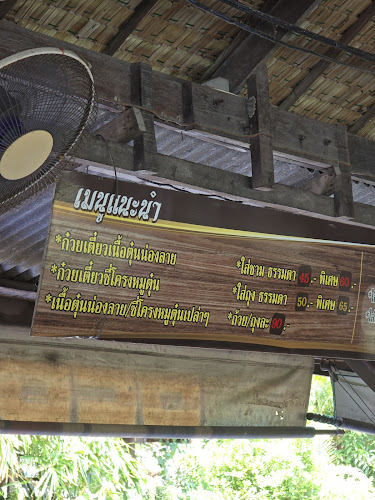 เมนูแนะนำ
*ก๋วยเตี๋ยวเนื้อตุ๋นน่องลาย
*ใส่ชาม ธรรมดา 45.- พิเศษ 60.-
*ก๋วยเตี๋ยวซี่โครงหมูตุ๋น
*ใส่ถุง ธรรมดา 50.- พิเศษ 65.-
*เนื้อตุ๋นน่องลาย/ซี่โครงหมูตุ๋นเปล่าๆ
*ถ้วย/ถุงละ 80.-